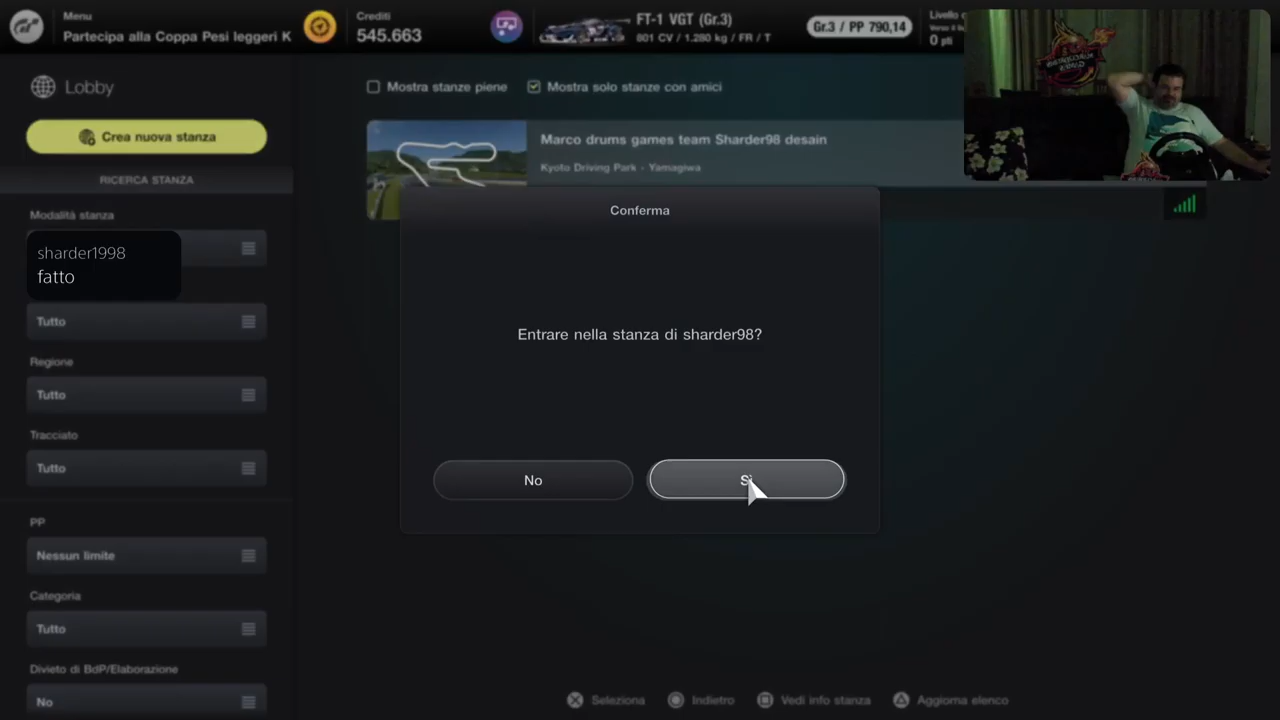 Menu
Partecipa alla Coppa Pesi leggeri K
Crediti
545.663
FT-1 VGT (Gr.3)
801 CV / 1.280 kg / FR / T
Gr.3 / PP 790,14
0 pti
Lobby
Crea nuova stanza
RICERCA STANZA
Modalità stanza
sharder1998
fatto
Tutto
Regione
Tutto
Tracciato
Tutto
PP
Nessun limite
Categoria
Tutto
Divieto di BdP/Elaborazione
No
Mostra stanze piene
Mostra solo stanze con amici
Marco drums games team Sharder98 desain
Kyoto Driving Park - Yamagiwa
Conferma
Entrare nella stanza di sharder98?
No
Sì
Seleziona
Indietro
Vedi info stanza
Aggiorna elenco